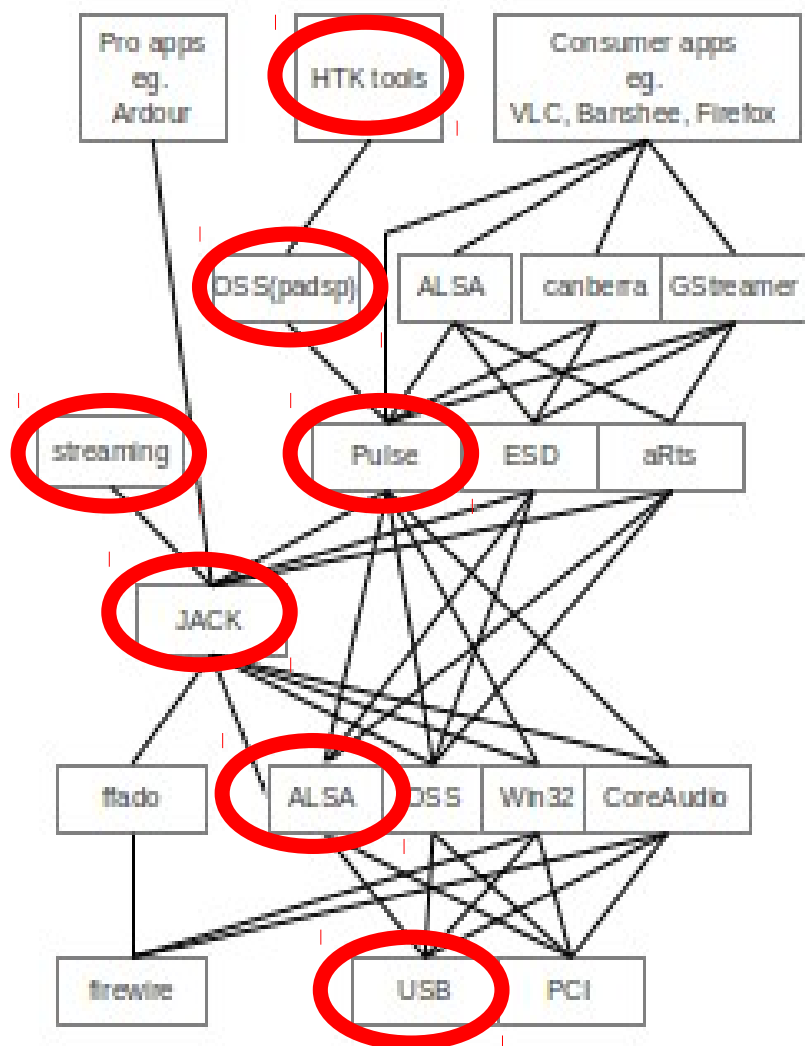 Pro apps
eg.
Ardour
HTK tools
Consumer apps
eg.
VLC, Banshee, Firefox
OSS(padsp)
ALSA
canberra
GStreamer
streaming
Pulse
ESD
aRts
JACK
ffado
ALSA
OSS
Win32
CoreAudio
firewire
USB
PCI